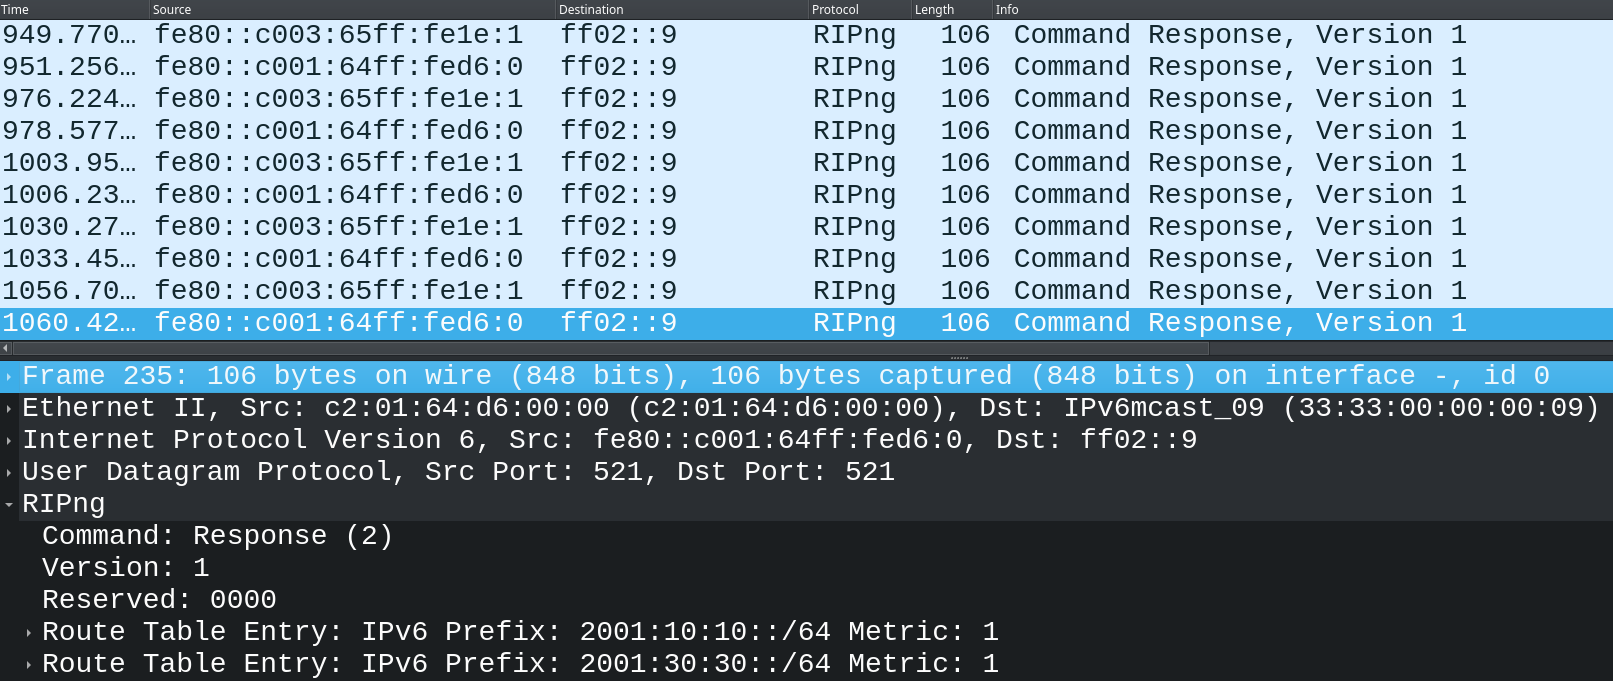 Time Source Destination Protocol Length Info
949.770… fe80::c003:65ff:fe1e:1 ff02::9 RIPng 106 Command Response, Version 1
951.256… fe80::c001:64ff:fed6:0 ff02::9 RIPng 106 Command Response, Version 1
976.224… fe80::c003:65ff:fe1e:1 ff02::9 RIPng 106 Command Response, Version 1
978.577… fe80::c001:64ff:fed6:0 ff02::9 RIPng 106 Command Response, Version 1
1003.95… fe80::c003:65ff:fe1e:1 ff02::9 RIPng 106 Command Response, Version 1
1006.23… fe80::c001:64ff:fed6:0 ff02::9 RIPng 106 Command Response, Version 1
1030.27… fe80::c003:65ff:fe1e:1 ff02::9 RIPng 106 Command Response, Version 1
1033.45… fe80::c001:64ff:fed6:0 ff02::9 RIPng 106 Command Response, Version 1
1056.70… fe80::c003:65ff:fe1e:1 ff02::9 RIPng 106 Command Response, Version 1
1060.42… fe80::c001:64ff:fed6:0 ff02::9 RIPng 106 Command Response, Version 1
Frame 235: 106 bytes on wire (848 bits), 106 bytes captured (848 bits) on interface -, id 0
Ethernet II, Src: c2:01:64:d6:00:00 (c2:01:64:d6:00:00), Dst: IPv6mcast_09 (33:33:00:00:00:09)
Internet Protocol Version 6, Src: fe80::c001:64ff:fed6:0, Dst: ff02::9
User Datagram Protocol, Src Port: 521, Dst Port: 521
RIPng
Command: Response (2)
Version: 1
Reserved: 0000
Route Table Entry: IPv6 Prefix: 2001:10:10::/64 Metric: 1
Route Table Entry: IPv6 Prefix: 2001:30:30::/64 Metric: 1